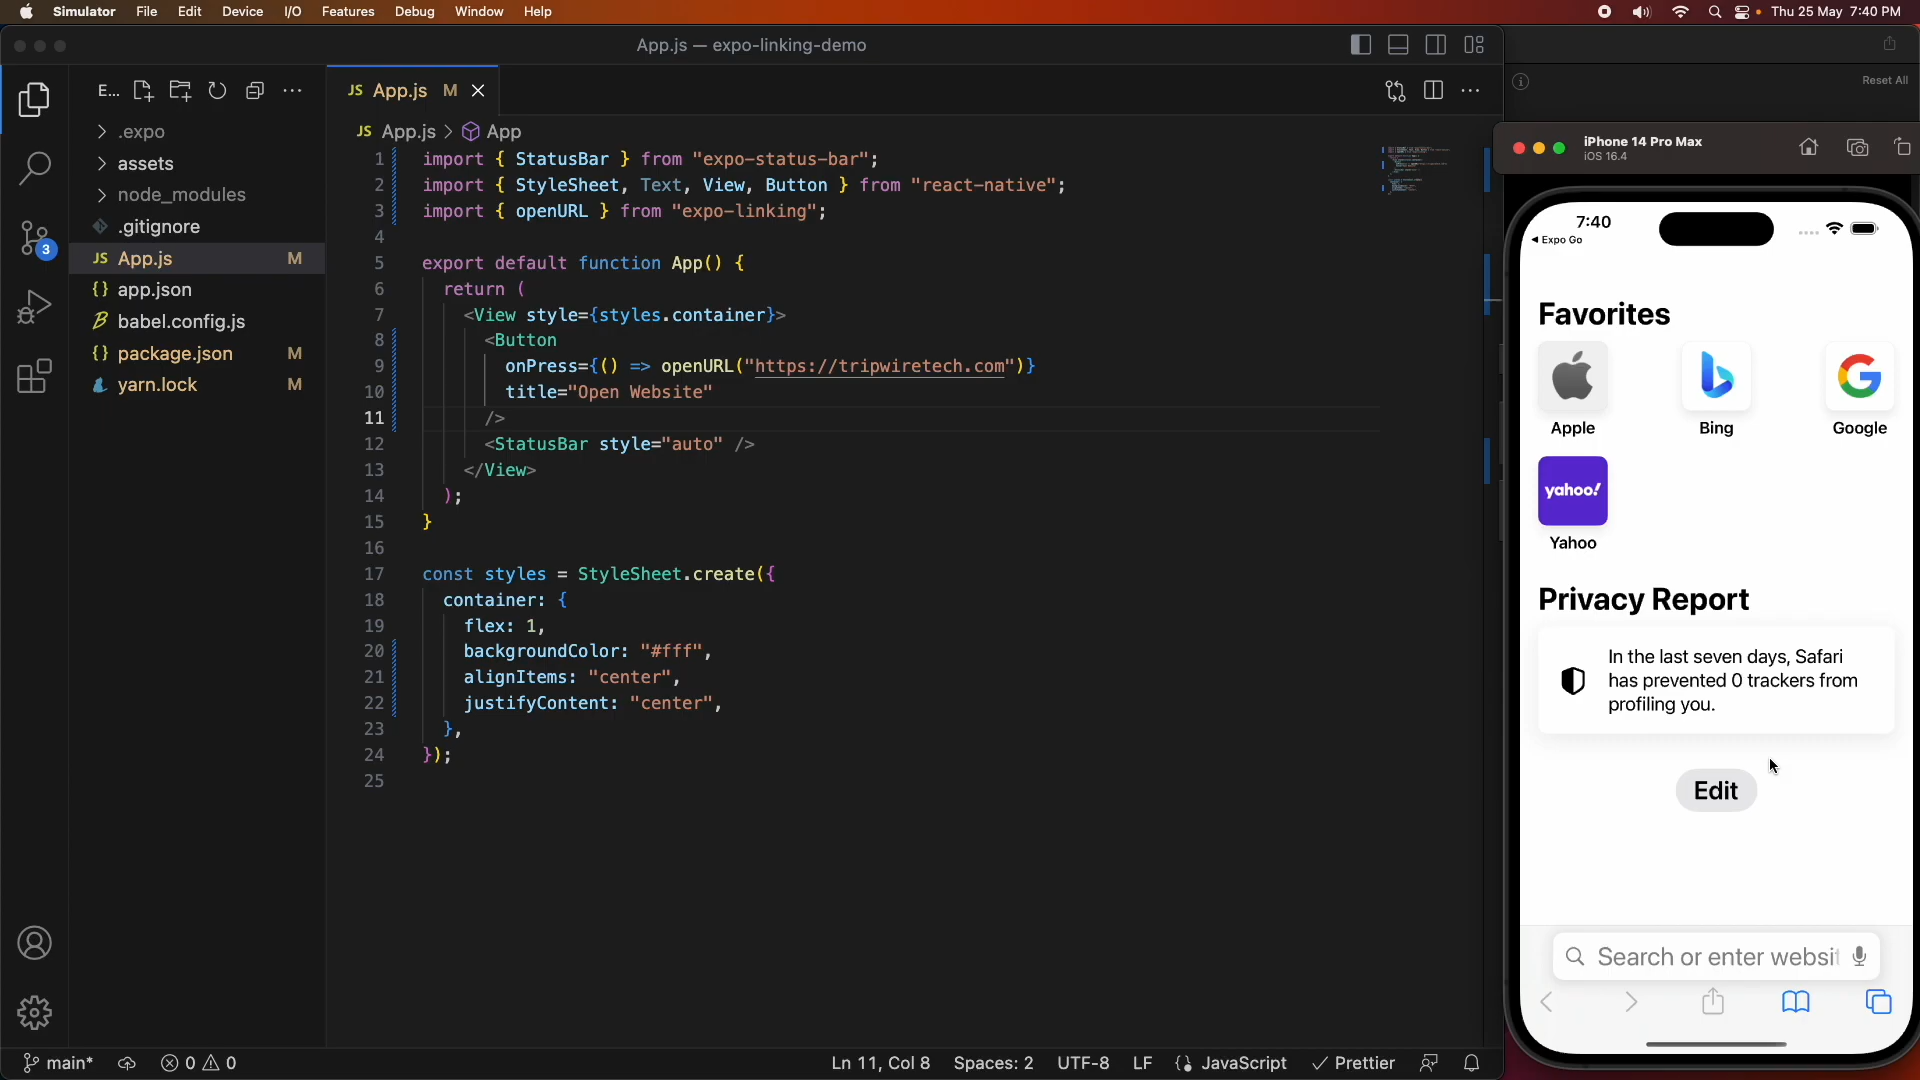 Simulator File Edit Device I/O Features Debug Window Help
Thu 25 May 7:40 PM
App.js — expo-linking-demo
Reset All
E...
JS App.js M
JS App.js > App
.expo
assets
node_modules
.gitignore
JS App.js M
{} app.json
babel.config.js
{} package.json M
yarn.lock M
3
1 import { StatusBar } from "expo-status-bar";
2 import { StyleSheet, Text, View, Button } from "react-native";
3 import { openURL } from "expo-linking";
4
5 export default function App() {
6 return (
7 <View style={styles.container}>
8 <Button
9 onPress={() => openURL("https://tripwiretech.com")}
10 title="Open Website"
11 />
12 <StatusBar style="auto" />
13 </View>
14 );
15 }
16
17 const styles = StyleSheet.create({
18 container: {
19 flex: 1,
20 backgroundColor: "#fff",
21 alignItems: "center",
22 justifyContent: "center",
23 },
24 });
25
main* 0 0
Ln 11, Col 8 Spaces: 2 UTF-8 LF {} JavaScript Prettier
iPhone 14 Pro Max
iOS 16.4
7:40
Expo Go
Favorites
Apple Bing Google
yahoo!
Yahoo
Privacy Report
In the last seven days, Safari
has prevented 0 trackers from
profiling you.
Edit
Search or enter websit